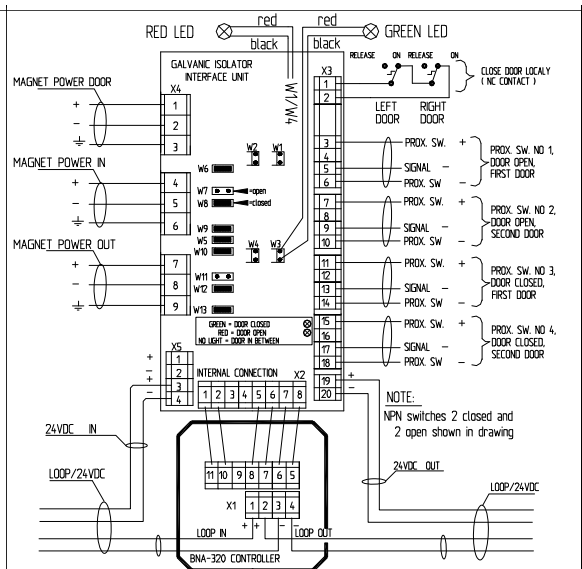 RED LED
red
black
red
black
GREEN LED
GALVANIC ISOLATOR
INTERFACE UNIT
W1/W4
X4
1
2
3
4
5
6
7
8
9
MAGNET POWER DOOR
+
-
MAGNET POWER IN
+
-
MAGNET POWER OUT
+
-
W2
W1
W6
W7
=open
W8
=closed
W9
W5
W10
W4
W3
W11
W12
W13
GREEN = DOOR CLOSED
RED = DOOR OPEN
NO LIGHT = DOOR IN BETWEEN
X3
1
2
3
4
5
6
7
8
9
10
11
12
13
14
15
16
17
18
19
20
RELEASE ON RELEASE ON
LEFT
DOOR
RIGHT
DOOR
CLOSE DOOR LOCALY
( NC CONTACT )
PROX. SW. +
SIGNAL -
PROX. SW -
PROX. SW. NO 1,
DOOR OPEN,
FIRST DOOR
PROX. SW. +
SIGNAL -
PROX. SW -
PROX. SW. NO 2,
DOOR OPEN,
SECOND DOOR
PROX. SW. +
SIGNAL -
PROX. SW. -
PROX. SW. NO 3,
DOOR CLOSED,
FIRST DOOR
PROX. SW. +
SIGNAL -
PROX. SW -
PROX. SW. NO 4,
DOOR CLOSED,
SECOND DOOR
X5
+
-
+
-
1
2
3
4
INTERNAL CONNECTION
X2
1 2 3 4 5 6 7 8
+
-
NOTE:
NPN switches 2 closed and
2 open shown in drawing
24VDC IN
24VDC OUT
LOOP/24VDC
LOOP/24VDC
11 10 9 8 7 6 5
X1
1 2 3 4
LOOP IN
+ + - -
LOOP OUT
BNA-320 CONTROLLER